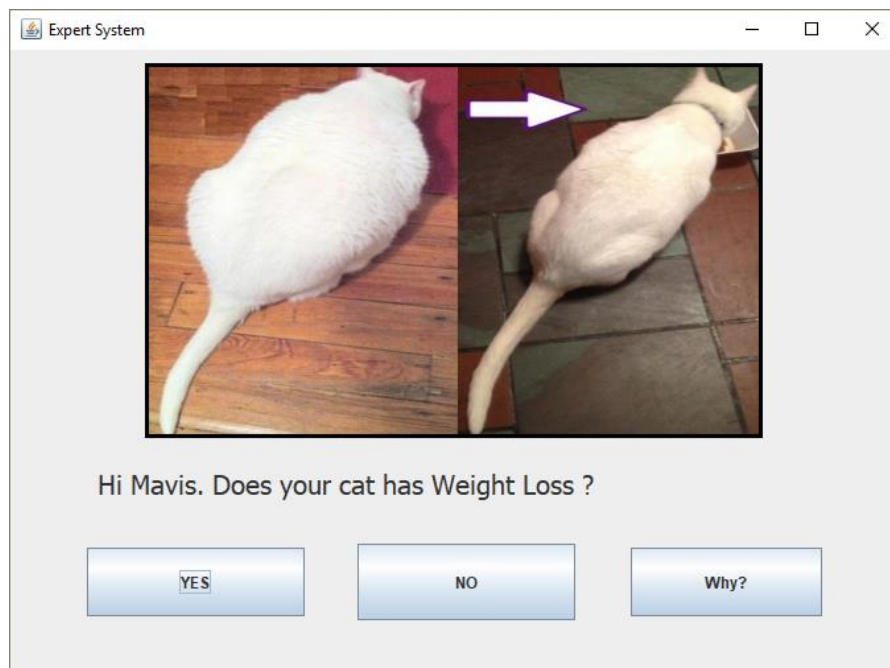 Expert System
Hi Mavis. Does your cat has Weight Loss ?
YES
NO
Why?